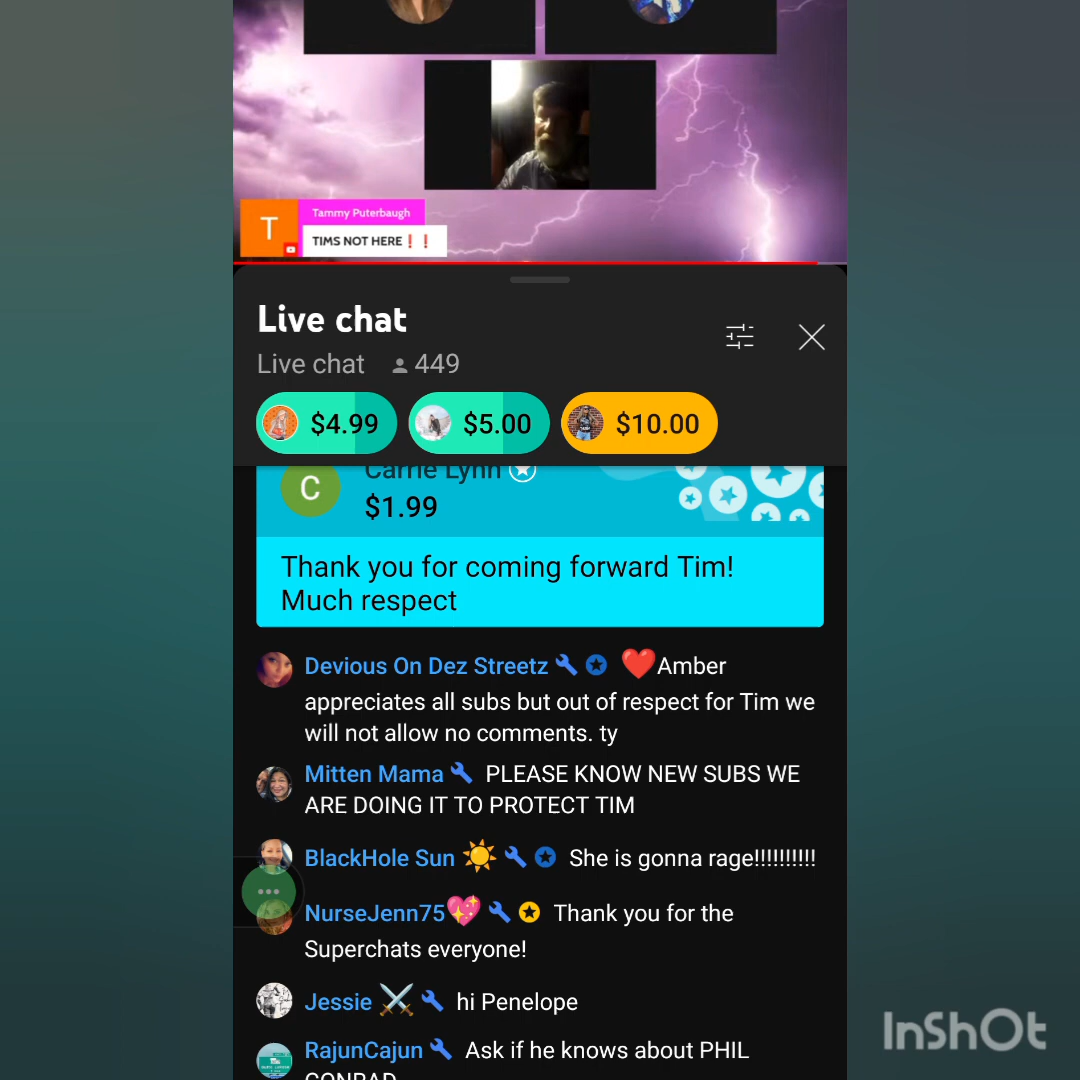 T
Tammy Puterbaugh
TIMS NOT HERE❗❗
Live chat
Live chat 449
$4.99 $5.00 $10.00
C
Carrie Lynn
$1.99
Thank you for coming forward Tim!
Much respect
Devious On Dez Streetz ❤️Amber
appreciates all subs but out of respect for Tim we
will not allow no comments. ty
Mitten Mama PLEASE KNOW NEW SUBS WE
ARE DOING IT TO PROTECT TIM
BlackHole Sun ☀️ She is gonna rage!!!!!!!!!!
NurseJenn75💖 Thank you for the
Superchats everyone!
Jessie ⚔️ hi Penelope
RajunCajun Ask if he knows about PHIL
CONRAD
InShOt